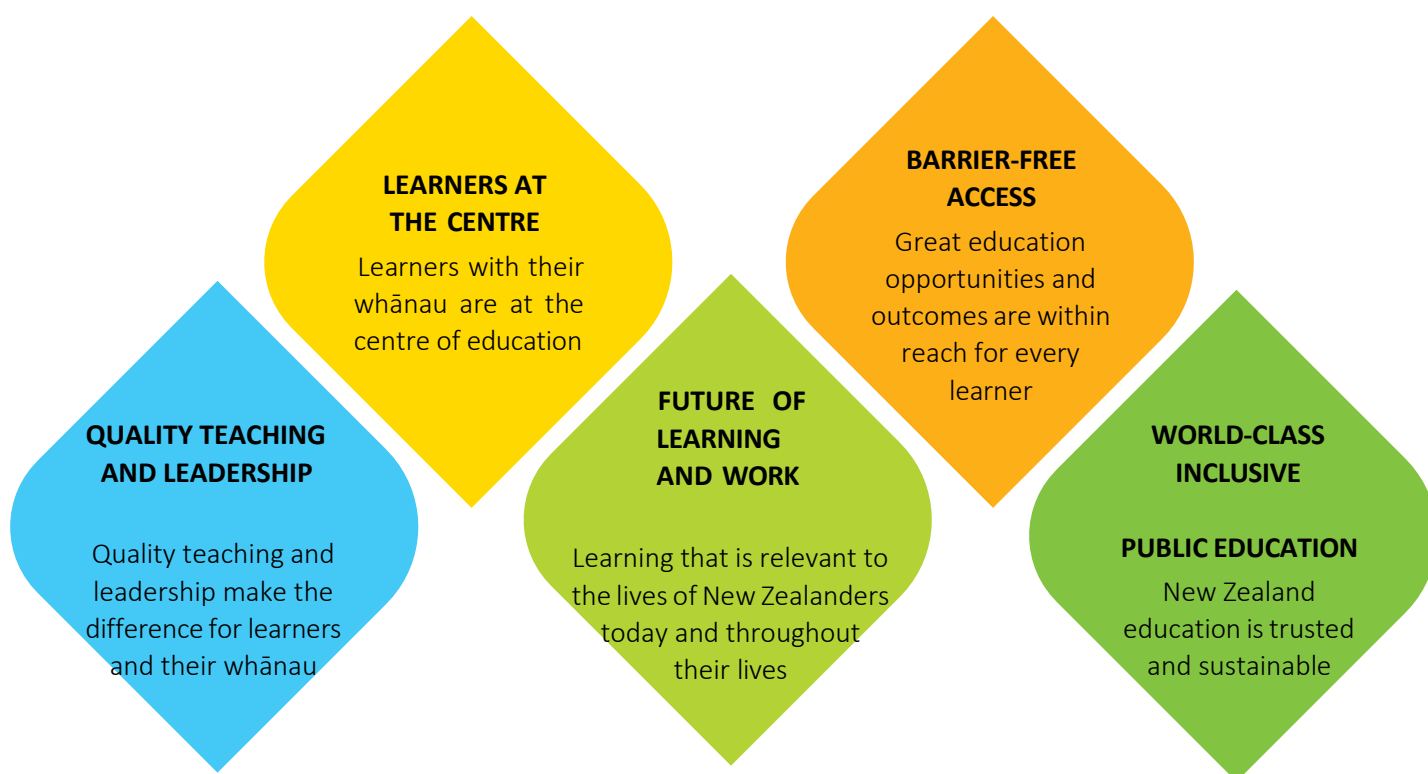 QUALITY TEACHING
AND LEADERSHIP
Quality teaching and
leadership make the
difference for learners
and their whānau
LEARNERS AT
THE CENTRE
Learners with their
whānau are at the
centre of education
FUTURE OF
LEARNING
AND WORK
Learning that is relevant to
the lives of New Zealanders
today and throughout
their lives
BARRIER-FREE
ACCESS
Great education
opportunities and
outcomes are within
reach for every
learner
WORLD-CLASS
INCLUSIVE
PUBLIC EDUCATION
New Zealand
education is trusted
and sustainable